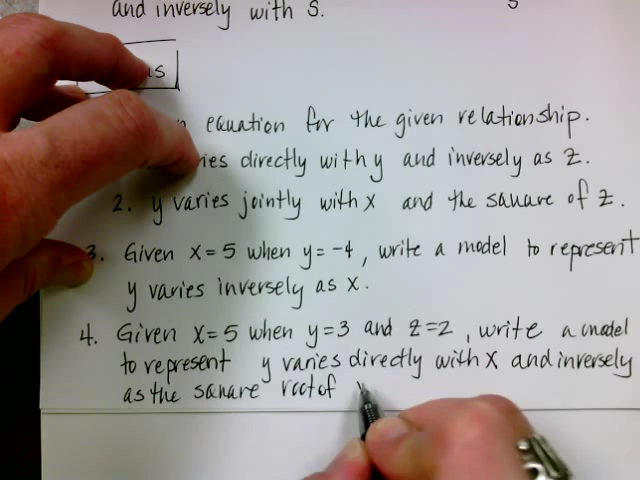 and inversely with S.
equation for the given relationship.
directly with y and inversely as z.
2. y varies jointly with x and the square of z.
3. Given x=5 when y=-4, write a model to represent
y varies inversely as x.
4. Given x=5 when y=3 and z=2, write a model
to represent y varies directly with x and inversely
as the square root of